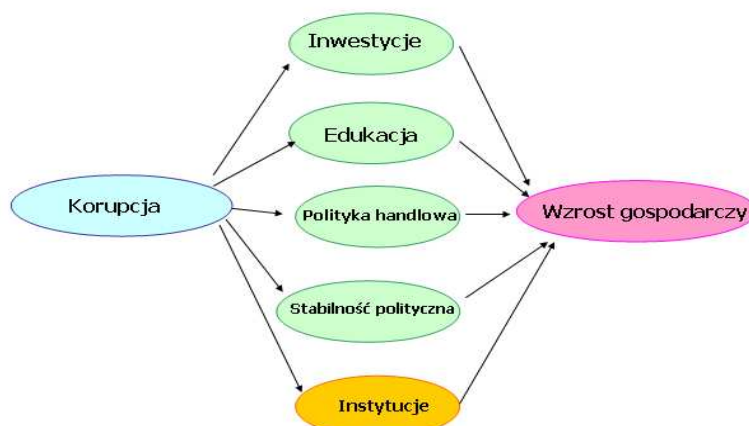 Inwestycje
Edukacja
Korupcja
Polityka handlowa
Wzrost gospodarczy
Stabilność polityczna
Instytucje